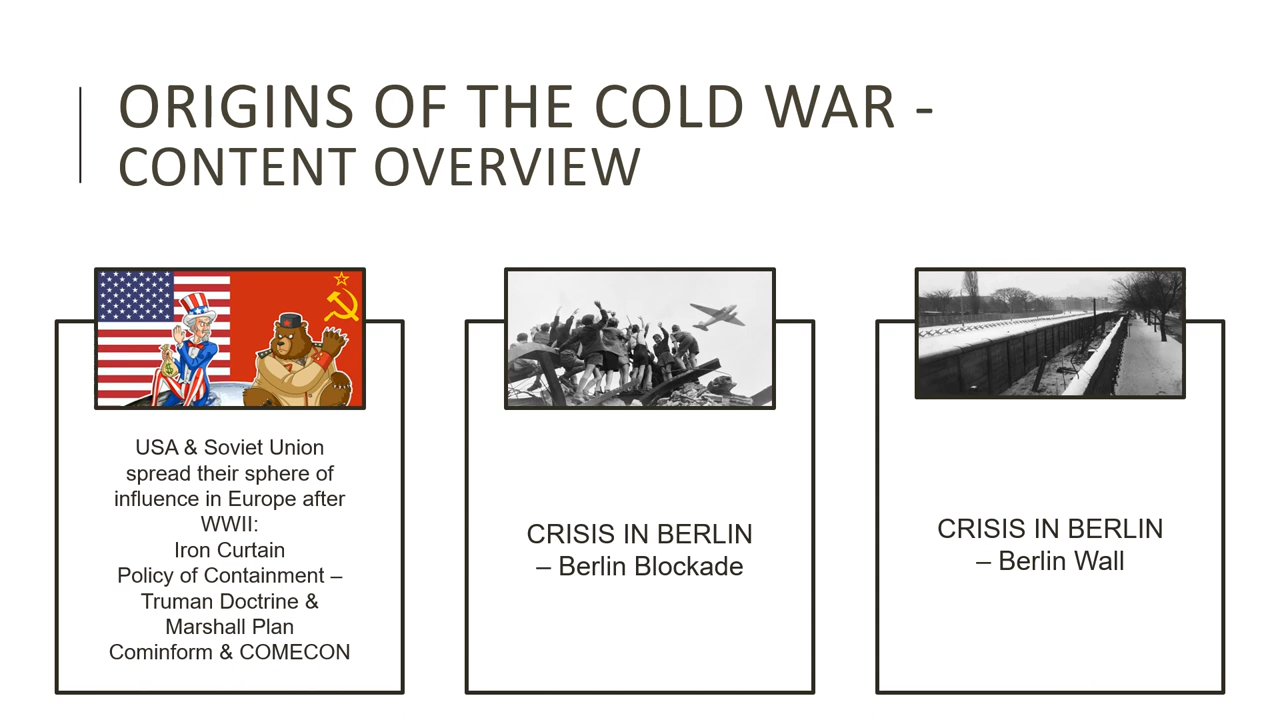 ORIGINS OF THE COLD WAR -
CONTENT OVERVIEW
USA & Soviet Union
spread their sphere of
influence in Europe after
WWII:
Iron Curtain
Policy of Containment –
Truman Doctrine &
Marshall Plan
Cominform & COMECON
CRISIS IN BERLIN
– Berlin Blockade
CRISIS IN BERLIN
– Berlin Wall